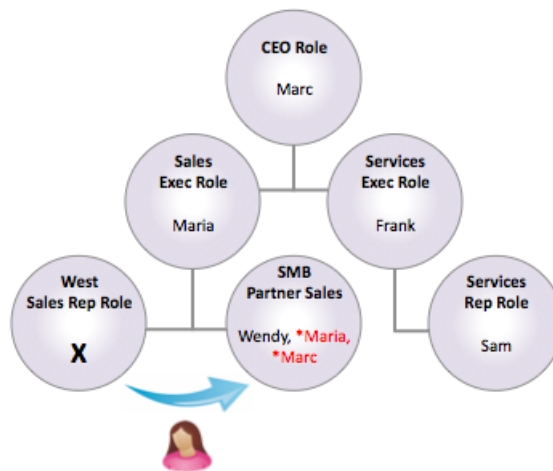 CEO Role
Marc
Sales
Exec Role
Maria
Services
Exec Role
Frank
West
Sales Rep Role
X
SMB
Partner Sales
Wendy, *Maria,
*Marc
Services
Rep Role
Sam